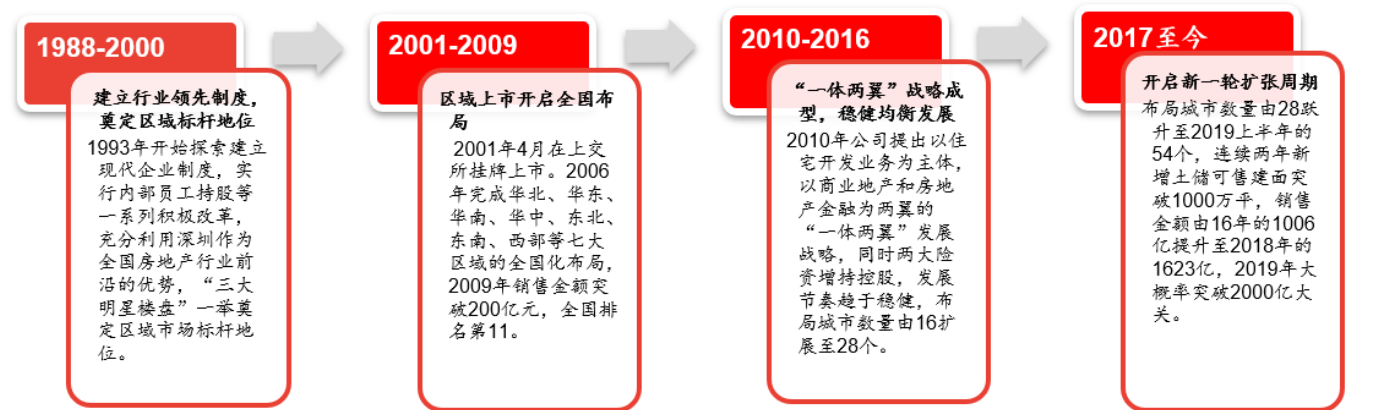 1988-2000
建立行业领先制度，
奠定区域标杆地位
1993年开始探索建立
现代企业制度，实
行内部员工持股等
一系列积极改革，
充分利用深圳作为
全国房地产行业前
沿的优势，“三大
明星楼盘”一举奠
定区域市场标杆地
位。
2001-2009
区域上市开启全国布
局
2001年4月在上交
所挂牌上市。2006
年完成华北、华东、
华南、华中、东北、
东南、西部等七大
区域的全国化布局，
2009年销售金额突
破200亿元，全国排
名第11。
2010-2016
“一体两翼”战略成
型，稳健均衡发展
2010年公司提出以住
宅开发业务为主体，
以商业地产和房地
产金融为两翼的
“一体两翼”发展
战略，同时两大险
资增持控股，发展
节奏趋于稳健，布
局城市数量由16扩
展至28个。
2017至今
开启新一轮扩张周期
布局城市数量由28跃
升至2019上半年的
54个，连续两年新
增土储可售建面突
破1000万平，销售
金额由16年的1006
亿提升至2018年的
1623亿，2019年大
概率突破2000亿大
关。